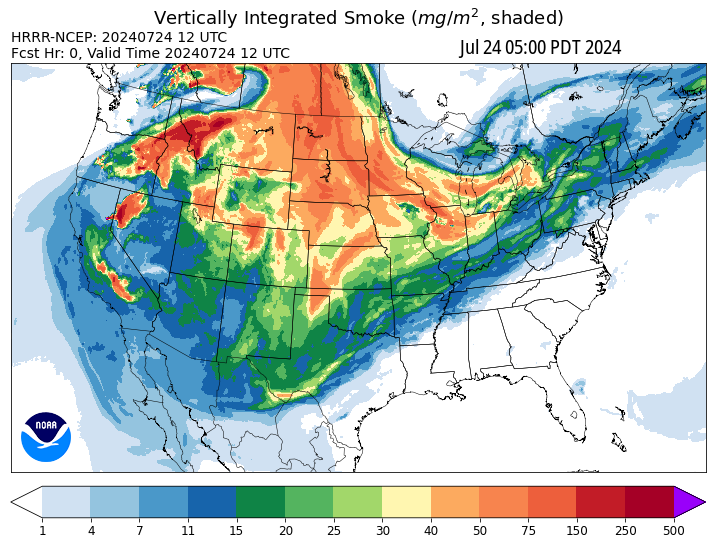 Vertically Integrated Smoke (mg/m², shaded)
HRRR-NCEP: 20240724 12 UTC
Fcst Hr: 0, Valid Time 20240724 12 UTC
Jul 24 05:00 PDT 2024
NOAA
1 4 7 11 15 20 25 30 40 50 75 150 250 500